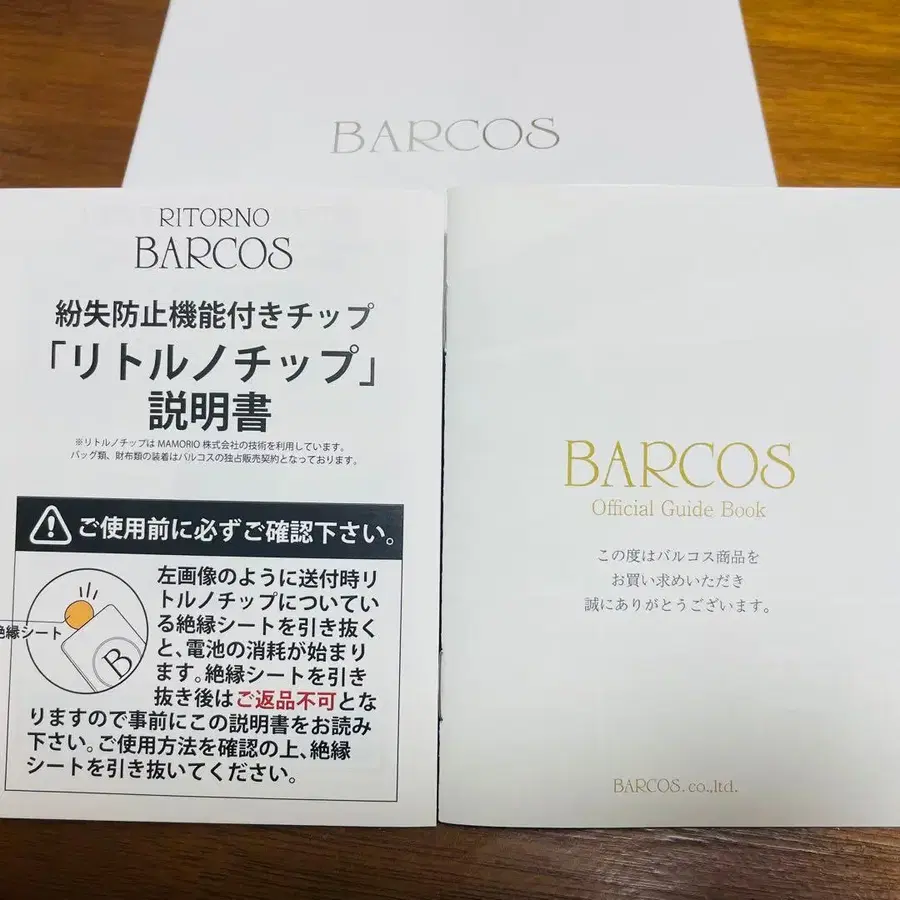 BARCOS
RITORNO
BARCOS
紛失防止機能付きチップ
「リトルノチップ」
説明書
※リトルノチップは MAMORIO 株式会社の技術を利用しています。
バッグ類、財布類の装着はバルコスの独占販売契約となっております。
ご使用前に必ずご確認下さい。
絶縁シート
B
左画像のように送付時リ
トルノチップについてい
る絶縁シートを引き抜く
と、電池の消耗が始まり
ます。絶縁シートを引き
抜き後はご返品不可とな
りますので事前にこの説明書をお読み
下さい。ご使用方法を確認の上、絶縁
シートを引き抜いてください。
BARCOS
Official Guide Book
この度はバルコス商品を
お買い求めいただき
誠にありがとうございます。
BARCOS. co.,ltd.